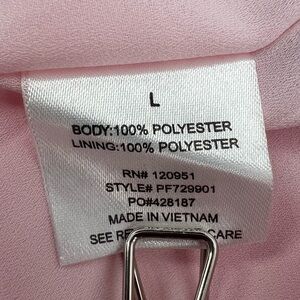 L
BODY:100% POLYESTER
LINING:100% POLYESTER
RN# 120951
STYLE# PF729901
PO#428187
MADE IN VIETNAM
SEE CARE